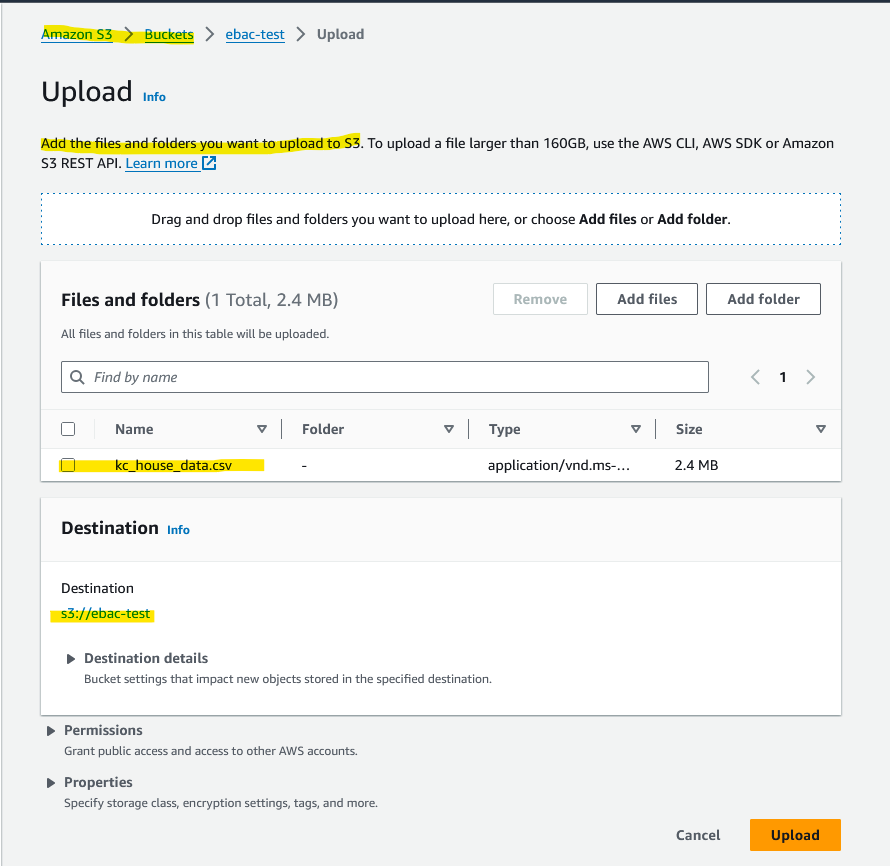 Amazon S3 > Buckets > ebac-test > Upload
Upload Info
Add the files and folders you want to upload to S3. To upload a file larger than 160GB, use the AWS CLI, AWS SDK or Amazon
S3 REST API. Learn more
Drag and drop files and folders you want to upload here, or choose Add files or Add folder.
Files and folders (1 Total, 2.4 MB)
Remove Add files Add folder
All files and folders in this table will be uploaded.
Find by name
< 1 >
Name Folder Type Size
kc_house_data.csv - application/vnd.ms-... 2.4 MB
Destination Info
Destination
s3://ebac-test
Destination details
Bucket settings that impact new objects stored in the specified destination.
Permissions
Grant public access and access to other AWS accounts.
Properties
Specify storage class, encryption settings, tags, and more.
Cancel Upload